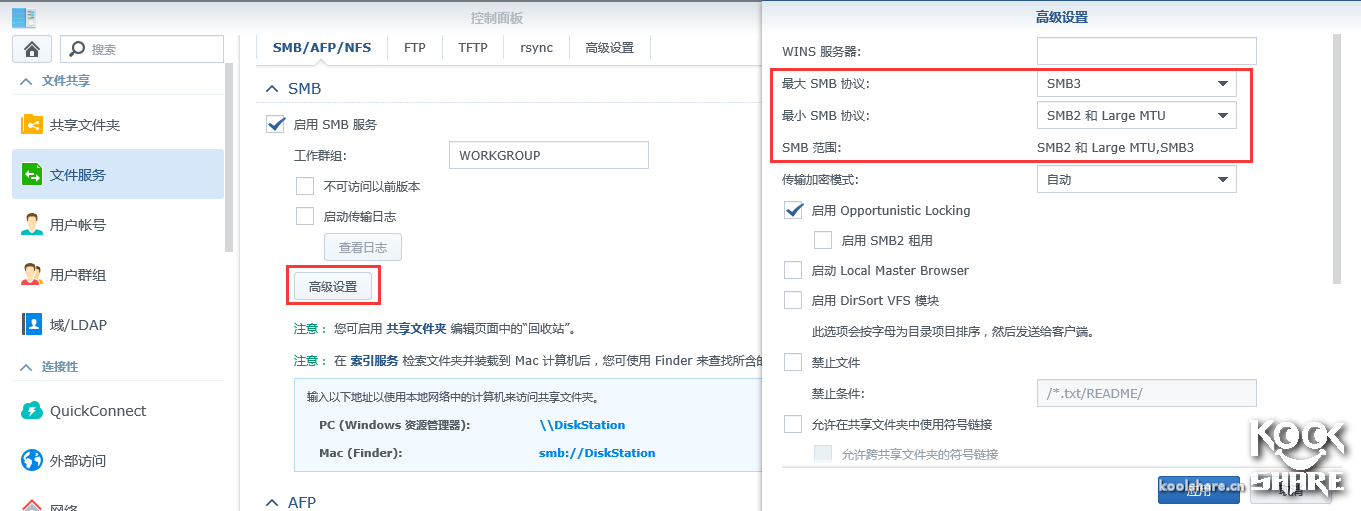 控制面板
搜索
文件共享
共享文件夹
文件服务
用户帐号
用户群组
域/LDAP
连接性
QuickConnect
外部访问
网络
SMB/AFP/NFS
FTP
TFTP
rsync
高级设置
SMB
启用 SMB 服务
工作群组:
WORKGROUP
不可访问以前版本
启动传输日志
查看日志
高级设置
注意： 您可启用 共享文件夹 编辑页面中的“回收站”。
注意： 在 索引服务 检索文件夹并装载到 Mac 计算机后，您可使用 Finder 来查找所含的
输入以下地址以使用本地网络中的计算机来访问共享文件夹。
PC (Windows 资源管理器):
\\DiskStation
Mac (Finder):
smb://DiskStation
AFP
高级设置
WINS 服务器:
最大 SMB 协议:
SMB3
最小 SMB 协议:
SMB2 和 Large MTU
SMB 范围:
SMB2 和 Large MTU,SMB3
传输加密模式:
自动
启用 Opportunistic Locking
启用 SMB2 租用
启动 Local Master Browser
启用 DirSort VFS 模块
此选项会按字母为目录项目排序，然后发送给客户端。
禁止文件
禁止条件:
/*.txt/README/
允许在共享文件夹中使用符号链接
允许跨共享文件夹的符号链接
应用
取消
koolshare.cn
KOOL
SHARE